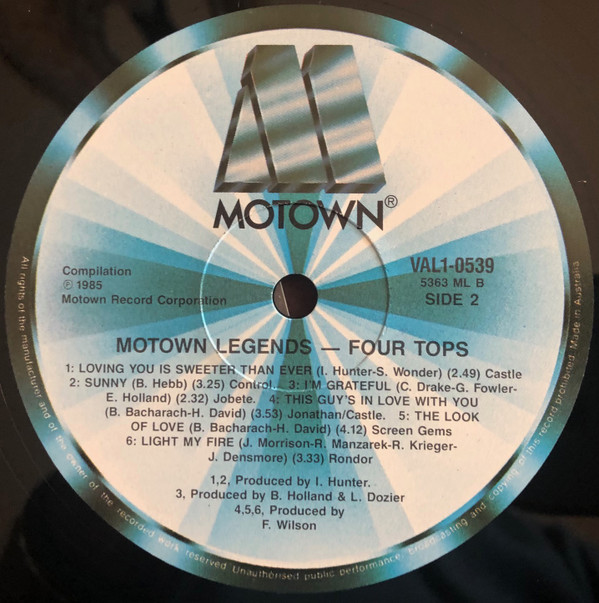 MOTOWN®
Compilation
℗ 1985
Motown Record Corporation
VAL1-0539
5363 ML B
SIDE 2
MOTOWN LEGENDS — FOUR TOPS
1: LOVING YOU IS SWEETER THAN EVER (I. Hunter-S. Wonder) (2.49) Castle
2: SUNNY (B. Hebb) (3.25) Control. 3: I'M GRATEFUL (C. Drake-G. Fowler-
E. Holland) (2.32) Jobete. 4: THIS GUY'S IN LOVE WITH YOU
(B. Bacharach-H. David) (3.53) Jonathan/Castle. 5: THE LOOK
OF LOVE (B. Bacharach-H. David) (4.12) Screen Gems
6: LIGHT MY FIRE (J. Morrison-R. Manzarek-R. Krieger-
J. Densmore) (3.33) Rondor
1,2, Produced by I. Hunter.
3, Produced by B. Holland & L. Dozier
4,5,6, Produced by
F. Wilson
All rights of the manufacturer and of the owner of the recorded work reserved Unauthorised public performance, broadcasting and copying of this record prohibited. Made in Australia